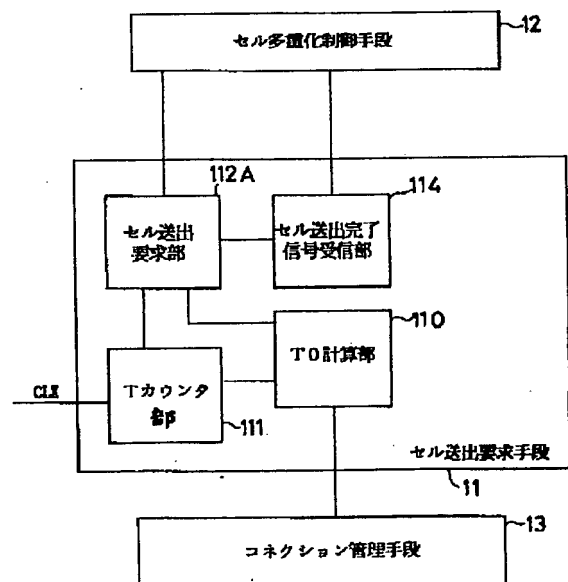 セル多重化制御手段
12
112A
114
セル送出
要求部
セル送出完了
信号受信部
110
T0計算部
CLK
Tカウンタ
部
111
セル送出要求手段
11
13
コネクション管理手段